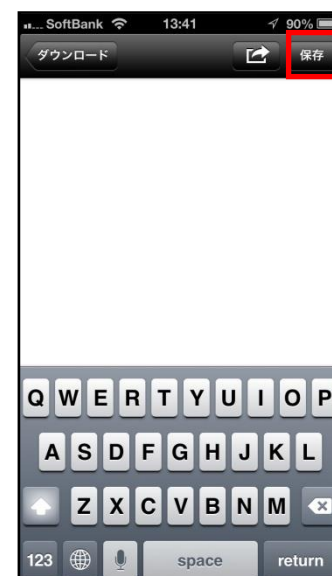 SoftBank 13:41 90%
ダウンロード 保存
Q W E R T Y U I O P
A S D F G H J K L
Z X C V B N M
123 space return